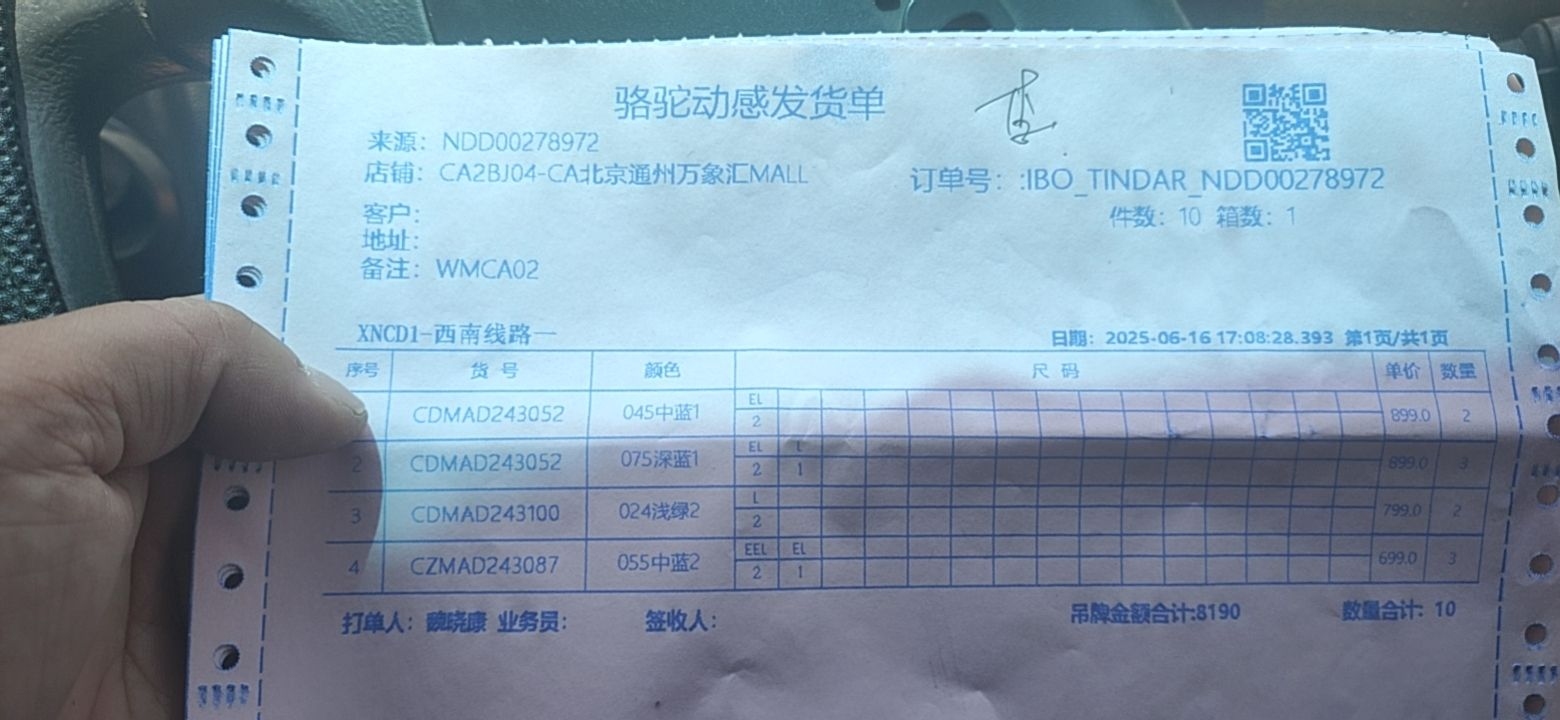 骆驼动感发货单
来源：NDD00278972
店铺：CA2BJ04-CA北京通州万象汇MALL
订单号：:IBO_TINDAR_NDD00278972
客户：
件数：10 箱数：1
地址：
备注：WMCA02
XNCD1-西南线路一
日期：2025-06-16 17:08:28.393 第1页/共1页
序号 货号 颜色 尺码 单价 数量
CDMAD243052 045中蓝1 EL 899.0 2
2
2 CDMAD243052 075深蓝1 EL L 899.0 3
2 1
3 CDMAD243100 024浅绿2 L 799.0 2
2
4 CZMAD243087 055中蓝2 EEL EL 699.0 3
2 1
打单人：魏晓康 业务员： 签收人： 吊牌金额合计:8190 数量合计：10